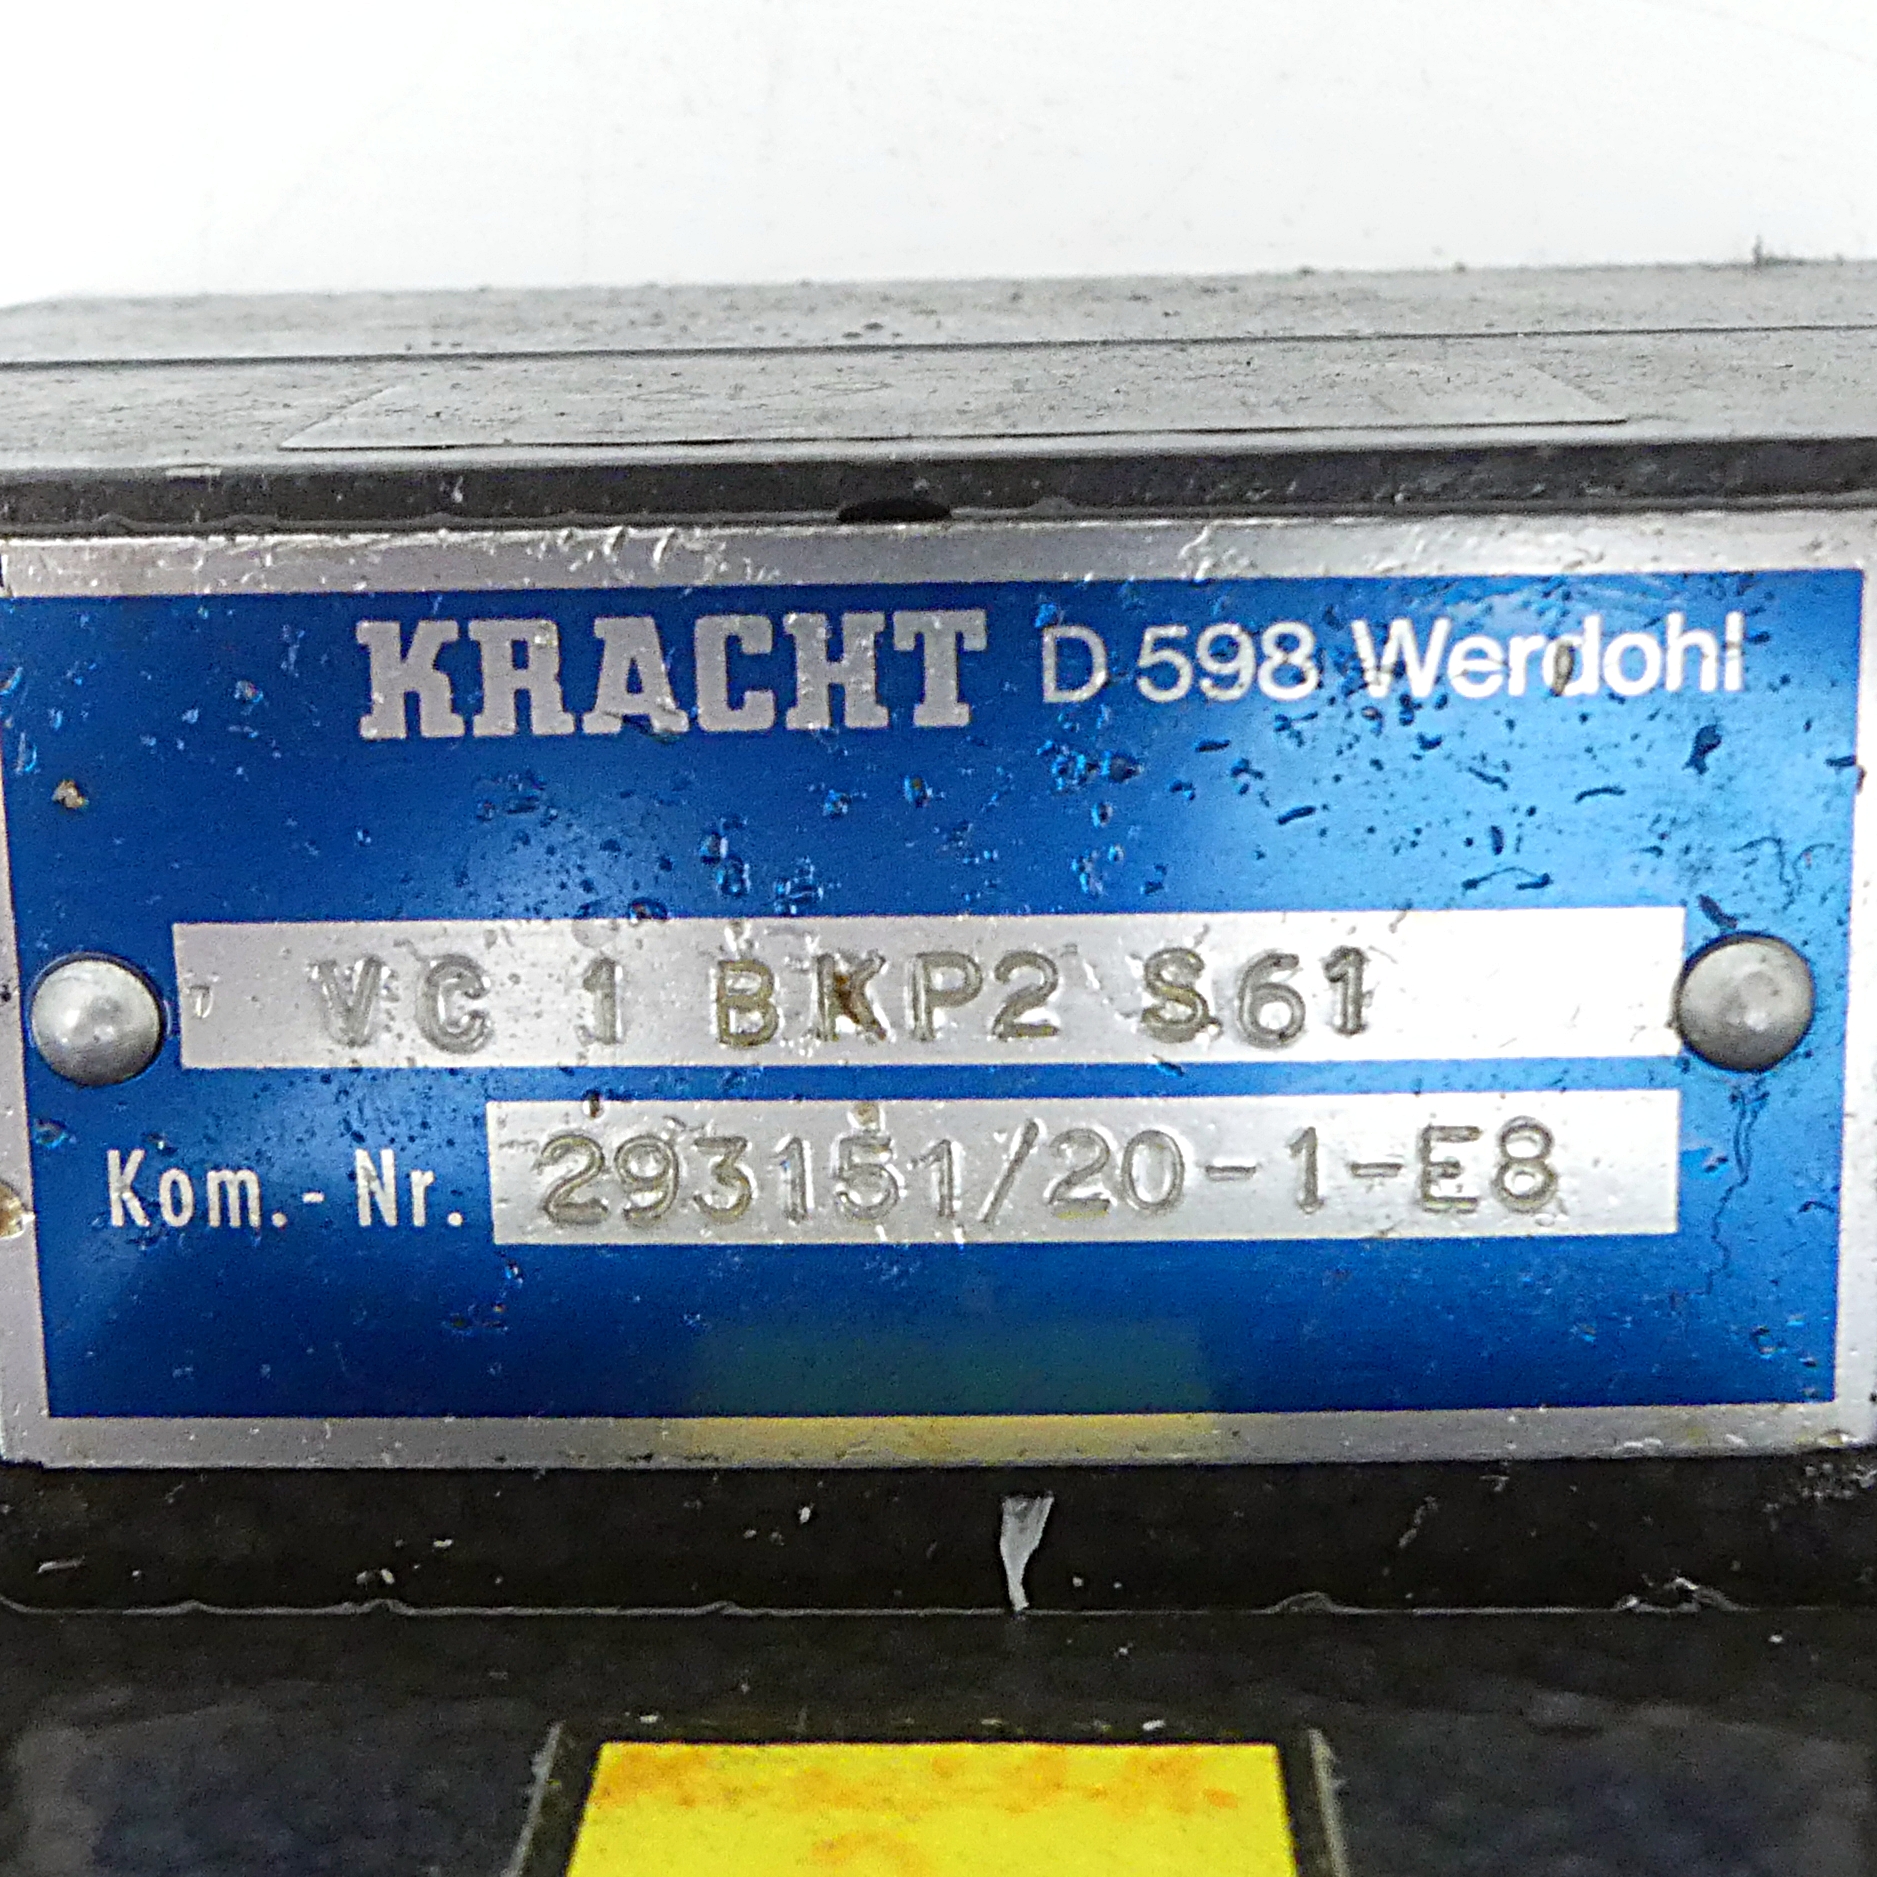 KRACHT D 598 Werdohl
VC 1 BKP2 S61
Kom.-Nr. 293151/20-1-E8